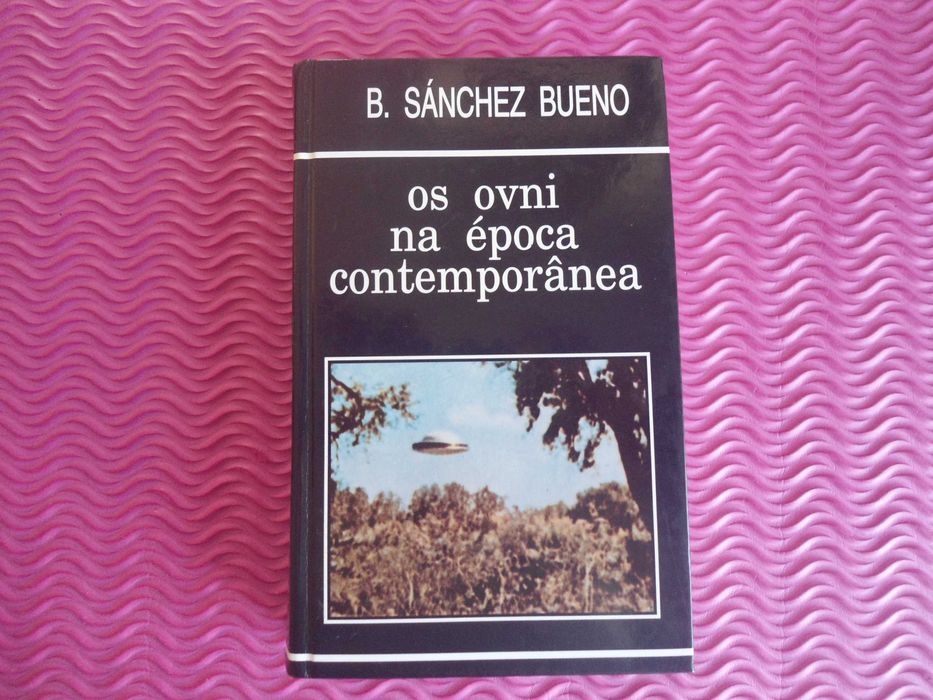 B. SÁNCHEZ BUENO
os ovni
na época
contemporânea